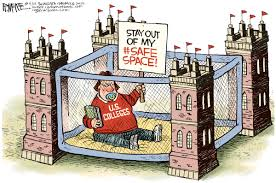 STAY OUT
OF MY
#SAFE
SPACE!
U.S.
COLLEGES